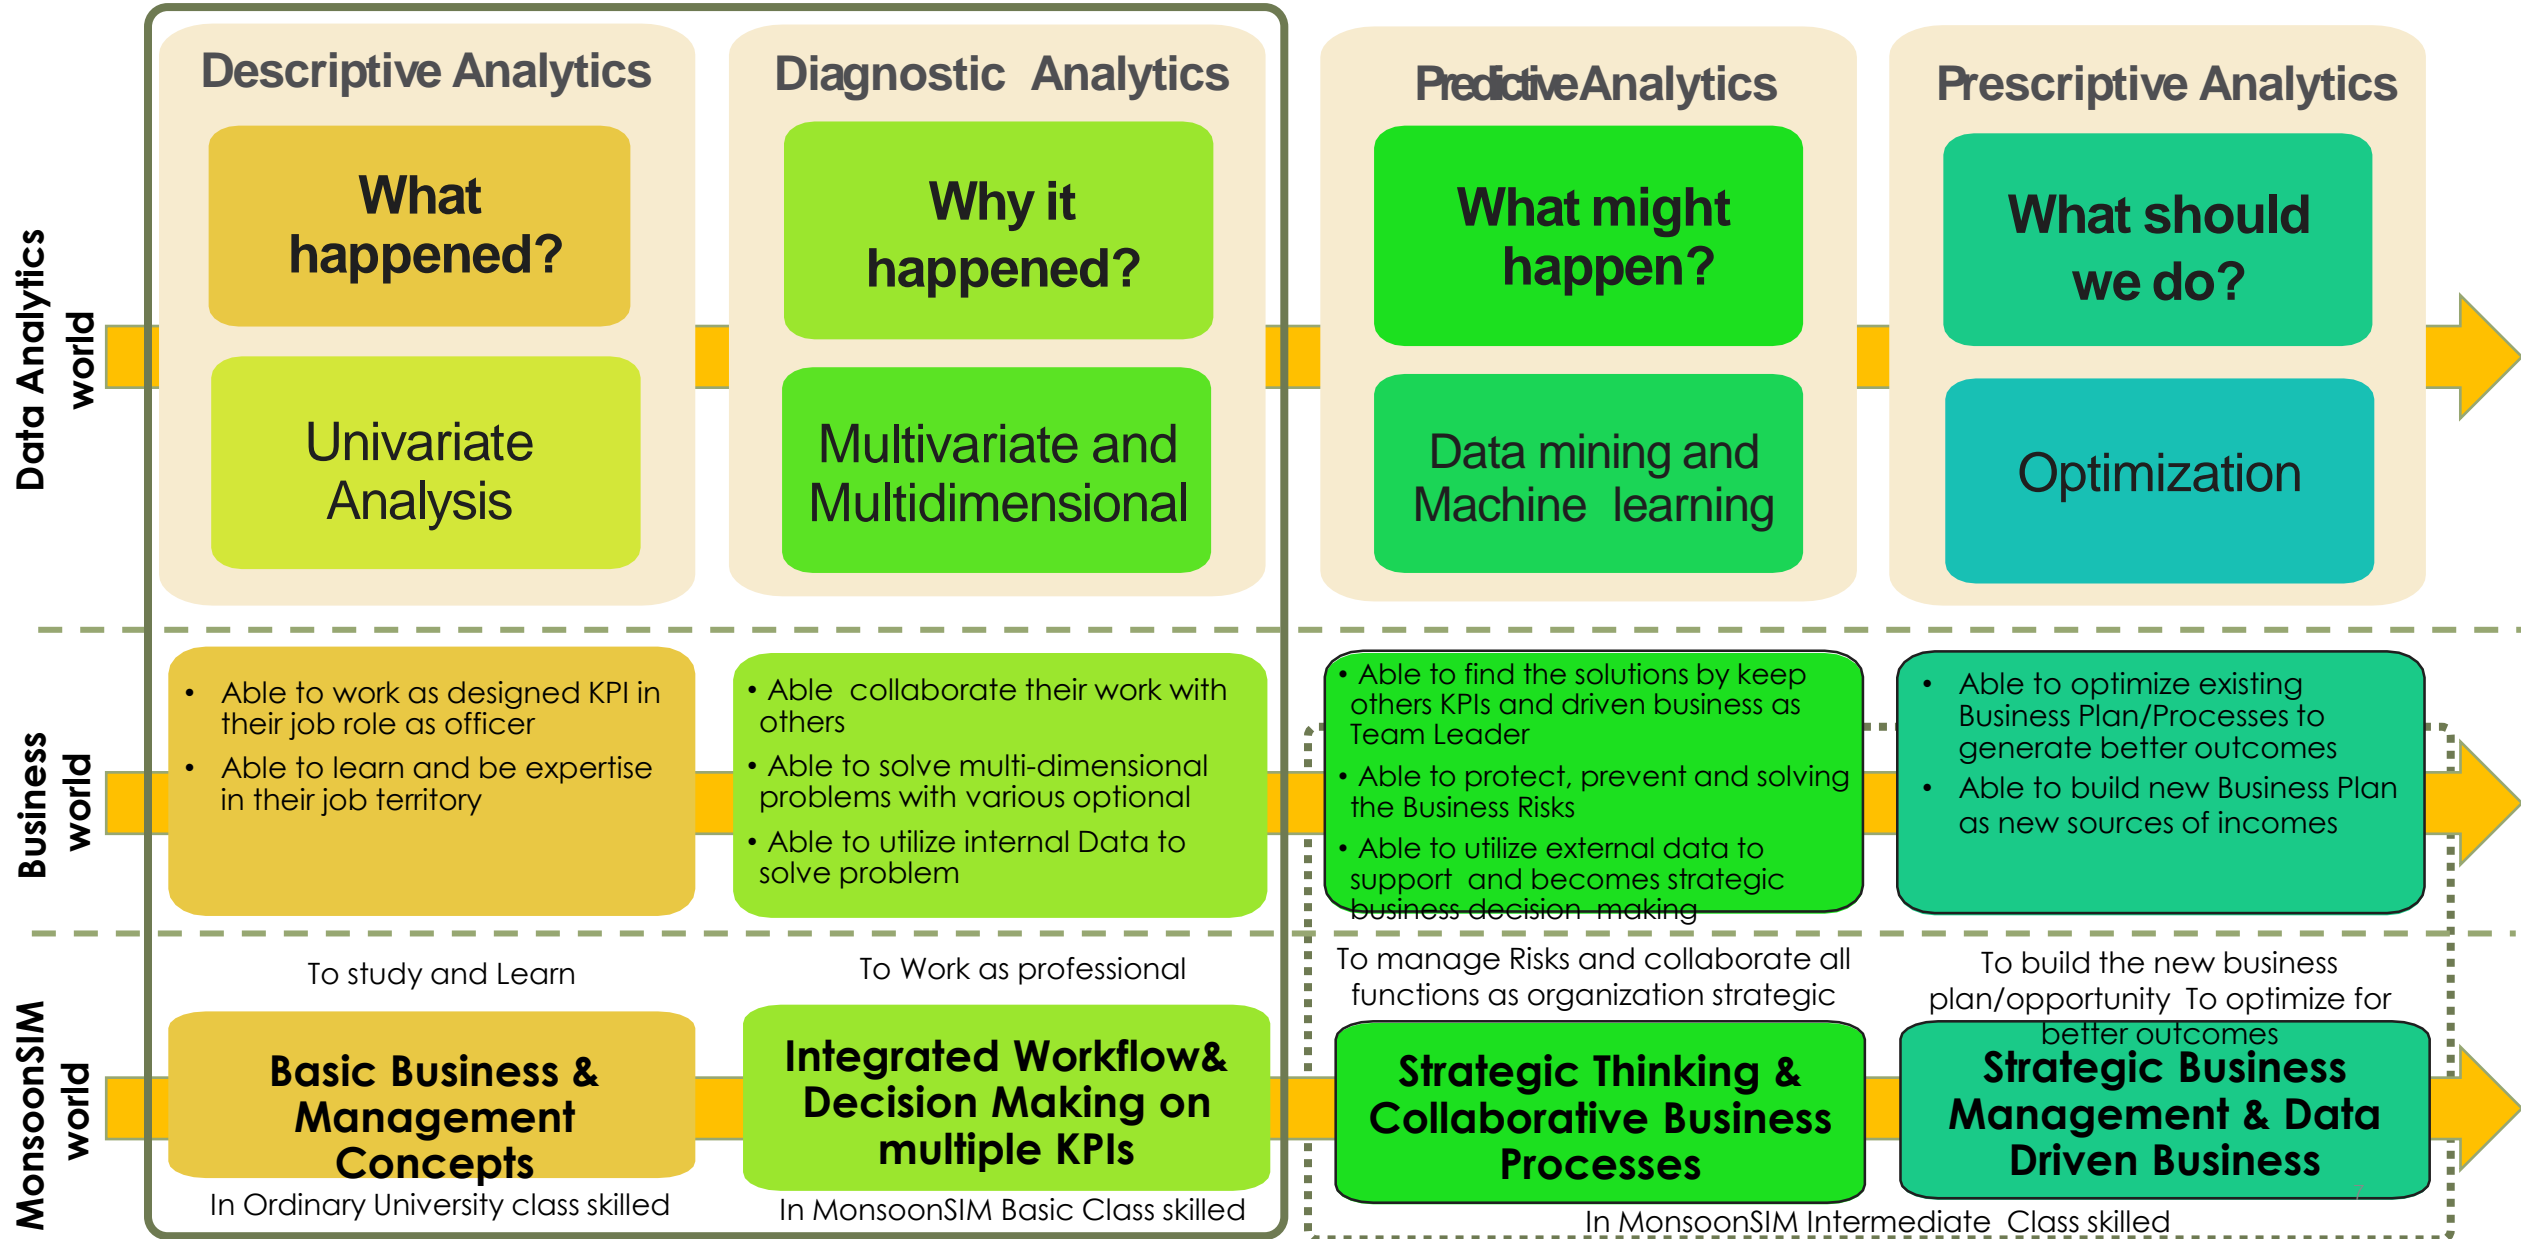 Data Analytics
world
Descriptive Analytics
What
happened?
Univariate
Analysis
Diagnostic Analytics
Why it
happened?
Multivariate and
Multidimensional
Predictive Analytics
What might
happen?
Data mining and
Machine learning
Prescriptive Analytics
What should
we do?
Optimization
Business
world
• Able to work as designed KPI in
their job role as officer
• Able to learn and be expertise
in their job territory
• Able collaborate their work with
others
• Able to solve multi-dimensional
problems with various optional
• Able to utilize internal Data to
solve problem
• Able to find the solutions by keep
others KPIs and driven business as
Team Leader
• Able to protect, prevent and solving
the Business Risks
• Able to utilize external data to
support and becomes strategic
business decision making
• Able to optimize existing
Business Plan/Processes to
generate better outcomes
• Able to build new Business Plan
as new sources of incomes
MonsoonSIM
world
To study and Learn
Basic Business &
Management
Concepts
In Ordinary University class skilled
To Work as professional
Integrated Workflow&
Decision Making on
multiple KPIs
In MonsoonSIM Basic Class skilled
To manage Risks and collaborate all
functions as organization strategic
Strategic Thinking &
Collaborative Business
Processes
To build the new business
plan/opportunity To optimize for
better outcomes
Strategic Business
Management & Data
Driven Business
7
In MonsoonSIM Intermediate Class skilled